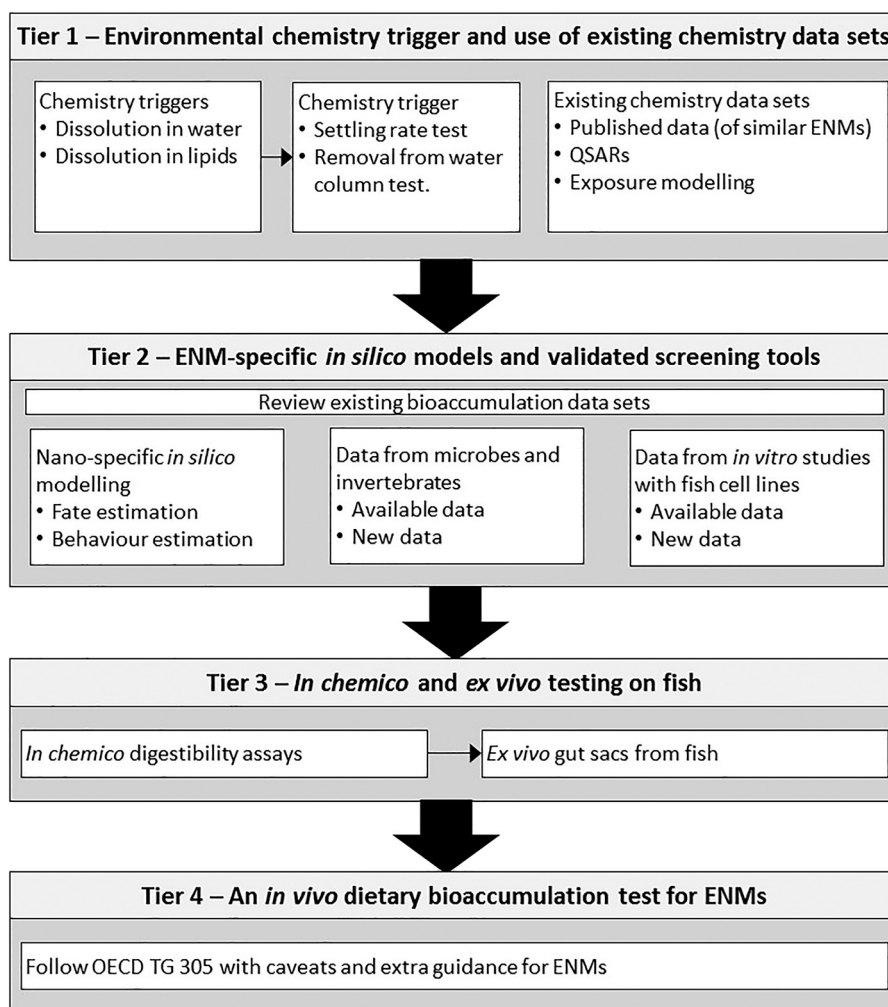 Tier 1 – Environmental chemistry trigger and use of existing chemistry data sets
Chemistry triggers
• Dissolution in water
• Dissolution in lipids
Chemistry trigger
• Settling rate test
• Removal from water
column test.
Existing chemistry data sets
• Published data (of similar ENMs)
• QSARs
• Exposure modelling
Tier 2 – ENM-specific in silico models and validated screening tools
Review existing bioaccumulation data sets
Nano-specific in silico
modelling
• Fate estimation
• Behaviour estimation
Data from microbes and
invertebrates
• Available data
• New data
Data from in vitro studies
with fish cell lines
• Available data
• New data
Tier 3 – In chemico and ex vivo testing on fish
In chemico digestibility assays
Ex vivo gut sacs from fish
Tier 4 – An in vivo dietary bioaccumulation test for ENMs
Follow OECD TG 305 with caveats and extra guidance for ENMs